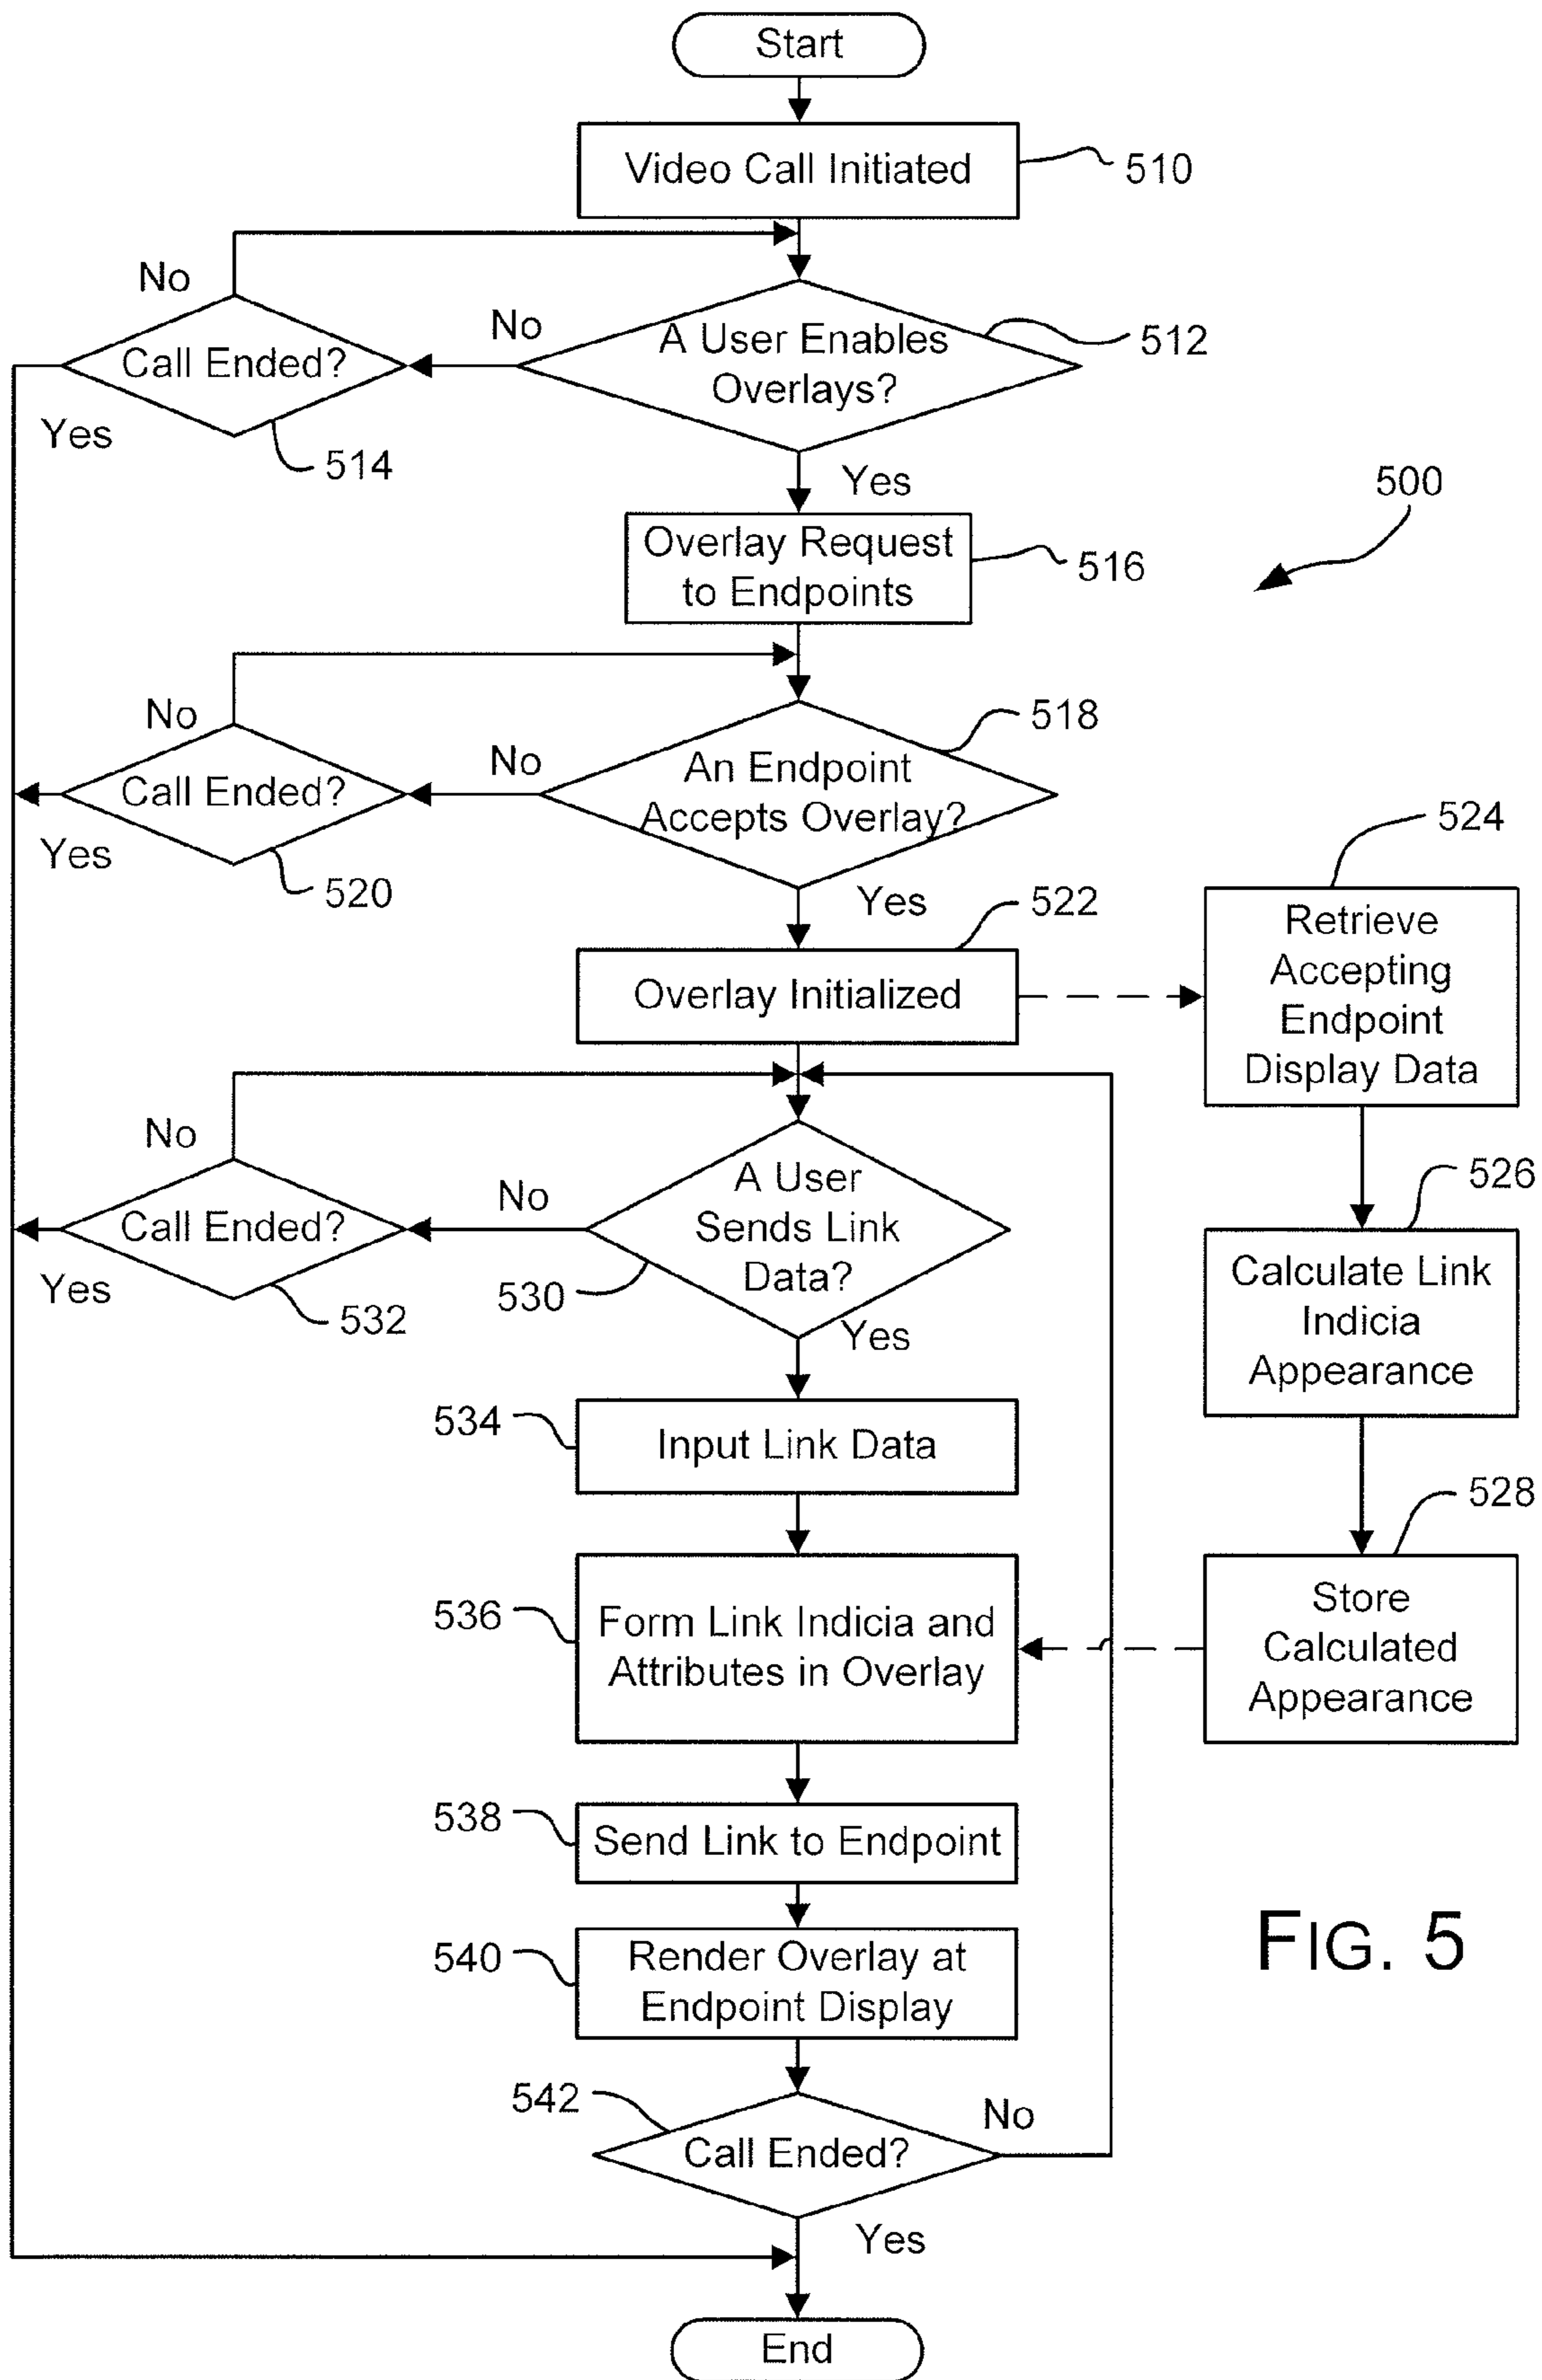 Start
Video Call Initiated
510
No
Call Ended?
Yes
514
No
A User Enables
Overlays?
512
Yes
500
Overlay Request
to Endpoints
516
No
Call Ended?
Yes
520
No
An Endpoint
Accepts Overlay?
518
Yes
Overlay Initialized
522
524
Retrieve
Accepting
Endpoint
Display Data
526
Calculate Link
Indicia
Appearance
528
Store
Calculated
Appearance
No
Call Ended?
Yes
532
No
A User
Sends Link
Data?
530
Yes
534
Input Link Data
536
Form Link Indicia and
Attributes in Overlay
538
Send Link to Endpoint
540
Render Overlay at
Endpoint Display
542
Call Ended?
No
Yes
End
FIG. 5